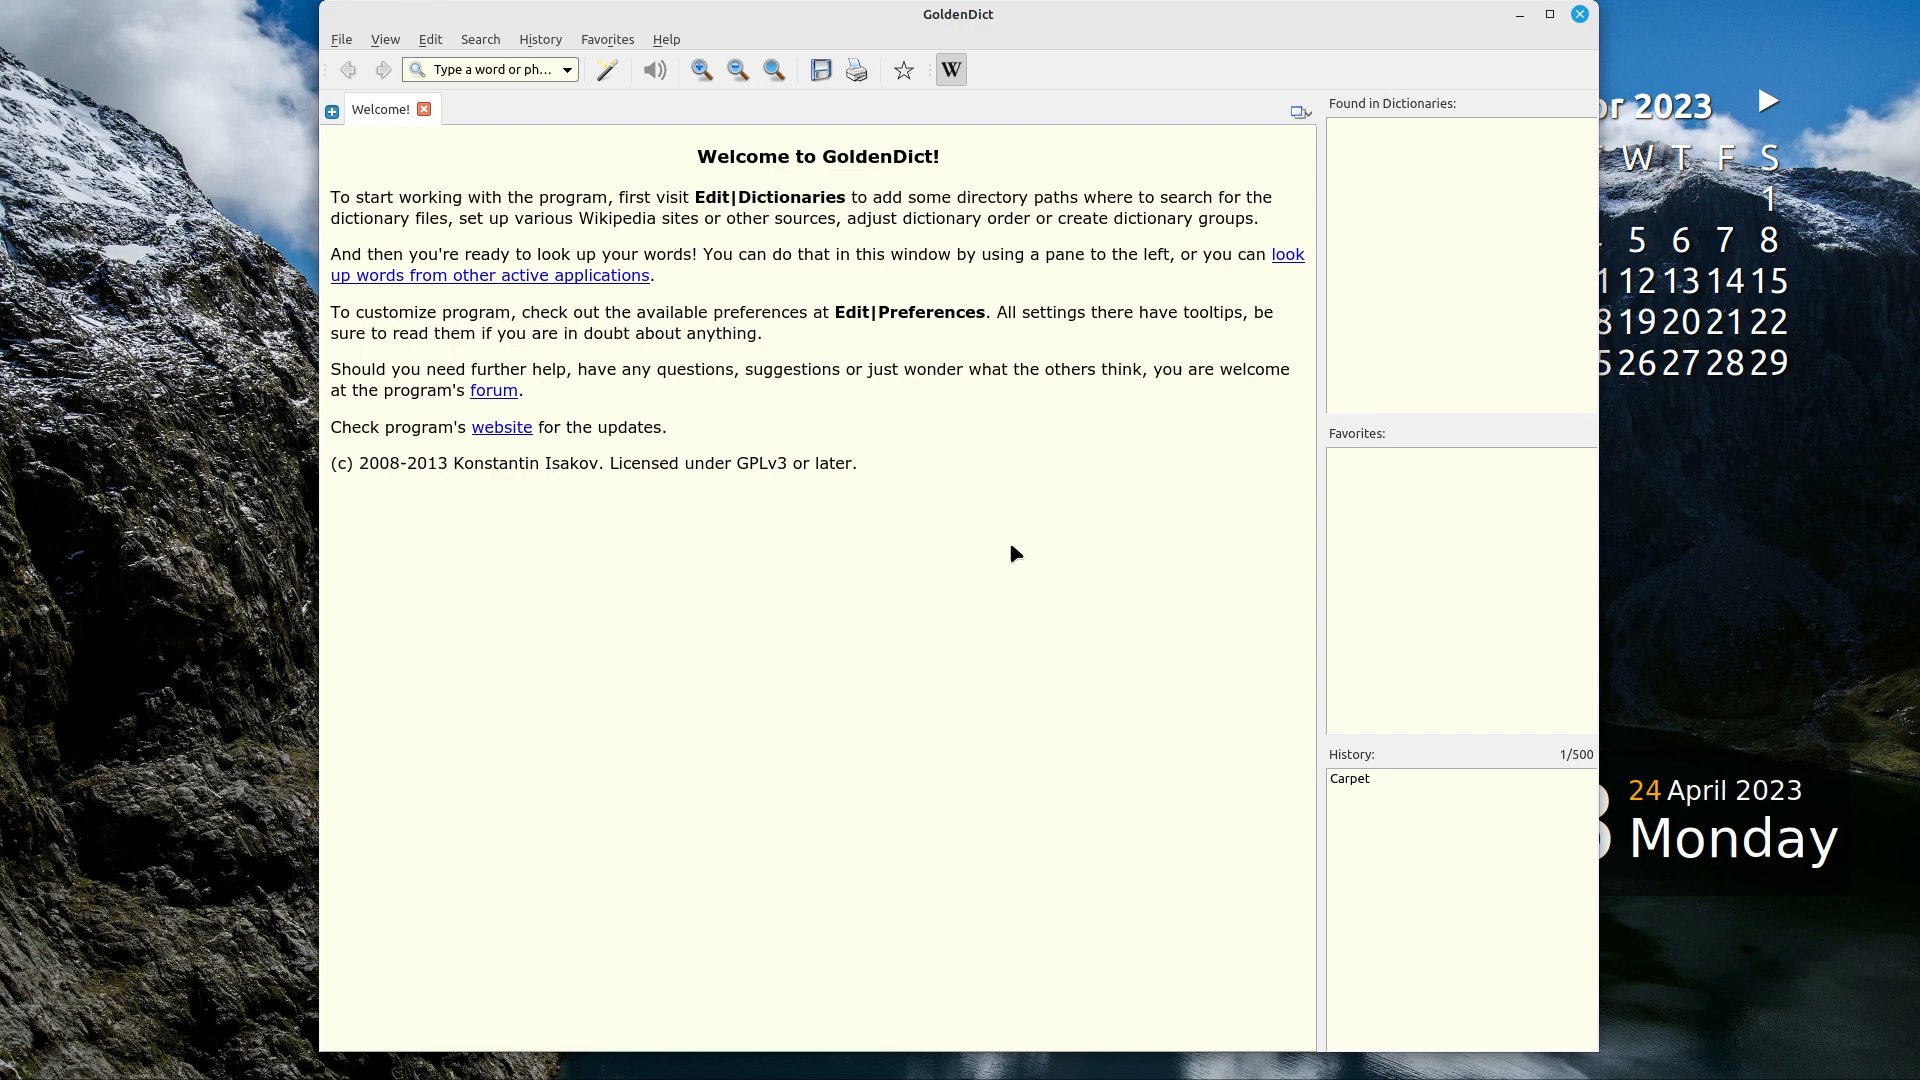 GoldenDict
File View Edit Search History Favorites Help
Type a word or ph...
W
Welcome!
Found in Dictionaries:
Welcome to GoldenDict!
To start working with the program, first visit Edit|Dictionaries to add some directory paths where to search for the
dictionary files, set up various Wikipedia sites or other sources, adjust dictionary order or create dictionary groups.
And then you're ready to look up your words! You can do that in this window by using a pane to the left, or you can look
up words from other active applications.
To customize program, check out the available preferences at Edit|Preferences. All settings there have tooltips, be
sure to read them if you are in doubt about anything.
Should you need further help, have any questions, suggestions or just wonder what the others think, you are welcome
at the program's forum.
Check program's website for the updates.
(c) 2008-2013 Konstantin Isakov. Licensed under GPLv3 or later.
Favorites:
History: 1/500
Carpet
2023
W T F S
1
5 6 7 8
12 13 14 15
19 20 21 22
26 27 28 29
24 April 2023
Monday